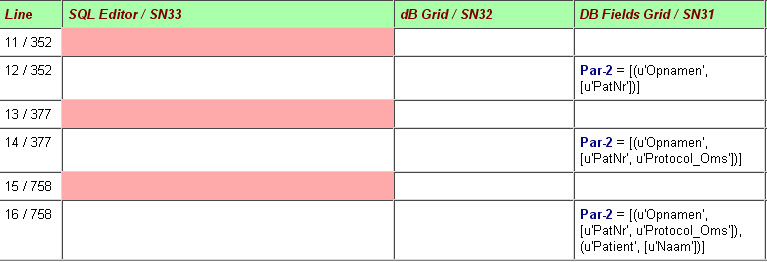 Line SQL Editor / SN33 dB Grid / SN32 DB Fields Grid / SN31
11 / 352
12 / 352 Par-2 = [(u'Opnamen',
[u'PatNr'])]
13 / 377
14 / 377 Par-2 = [(u'Opnamen',
[u'PatNr', u'Protocol_Oms'])]
15 / 758
16 / 758 Par-2 = [(u'Opnamen',
[u'PatNr', u'Protocol_Oms']),
(u'Patient', [u'Naam'])]